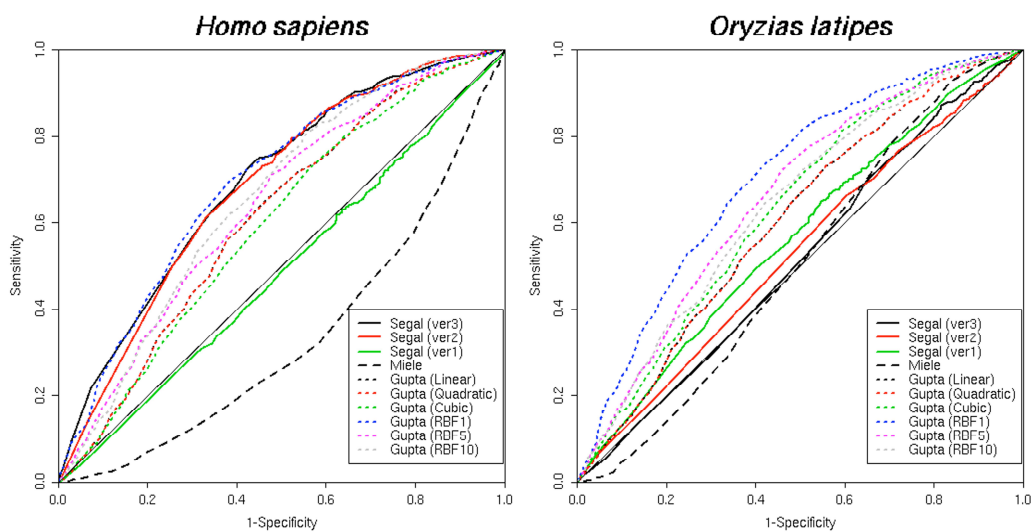 Homo sapiens
Sensitivity
1.0
0.8
0.6
0.4
0.2
0.0
Segal (ver3)
Segal (ver2)
Segal (ver1)
Miele
Gupta (Linear)
Gupta (Quadratic)
Gupta (Cubic)
Gupta (RBF1)
Gupta (RBF5)
Gupta (RBF10)
0.0 0.2 0.4 0.6 0.8 1.0
1-Specificity
Oryzias latipes
Sensitivity
1.0
0.8
0.6
0.4
0.2
0.0
Segal (ver3)
Segal (ver2)
Segal (ver1)
Miele
Gupta (Linear)
Gupta (Quadratic)
Gupta (Cubic)
Gupta (RBF1)
Gupta (RBF5)
Gupta (RBF10)
0.0 0.2 0.4 0.6 0.8 1.0
1-Specificity